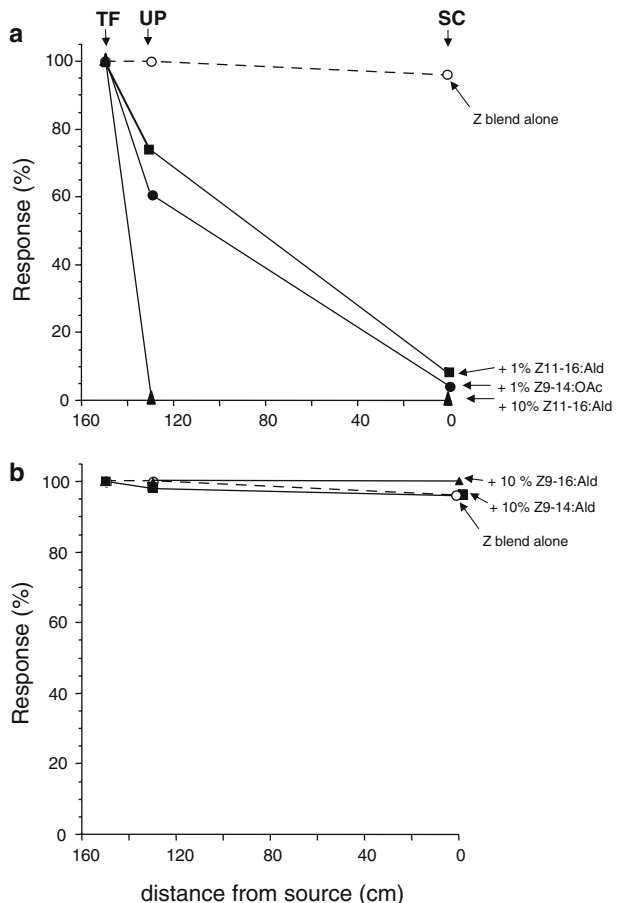 TF UP SC
a
100
80
60
40
20
0
Response (%)
Z blend alone
+ 1% Z11-16:Ald
+ 1% Z9-14:OAc
+ 10% Z11-16:Ald
160 120 80 40 0
b
100
80
60
40
20
0
Response (%)
+ 10 % Z9-16:Ald
+ 10% Z9-14:Ald
Z blend alone
160 120 80 40 0
distance from source (cm)